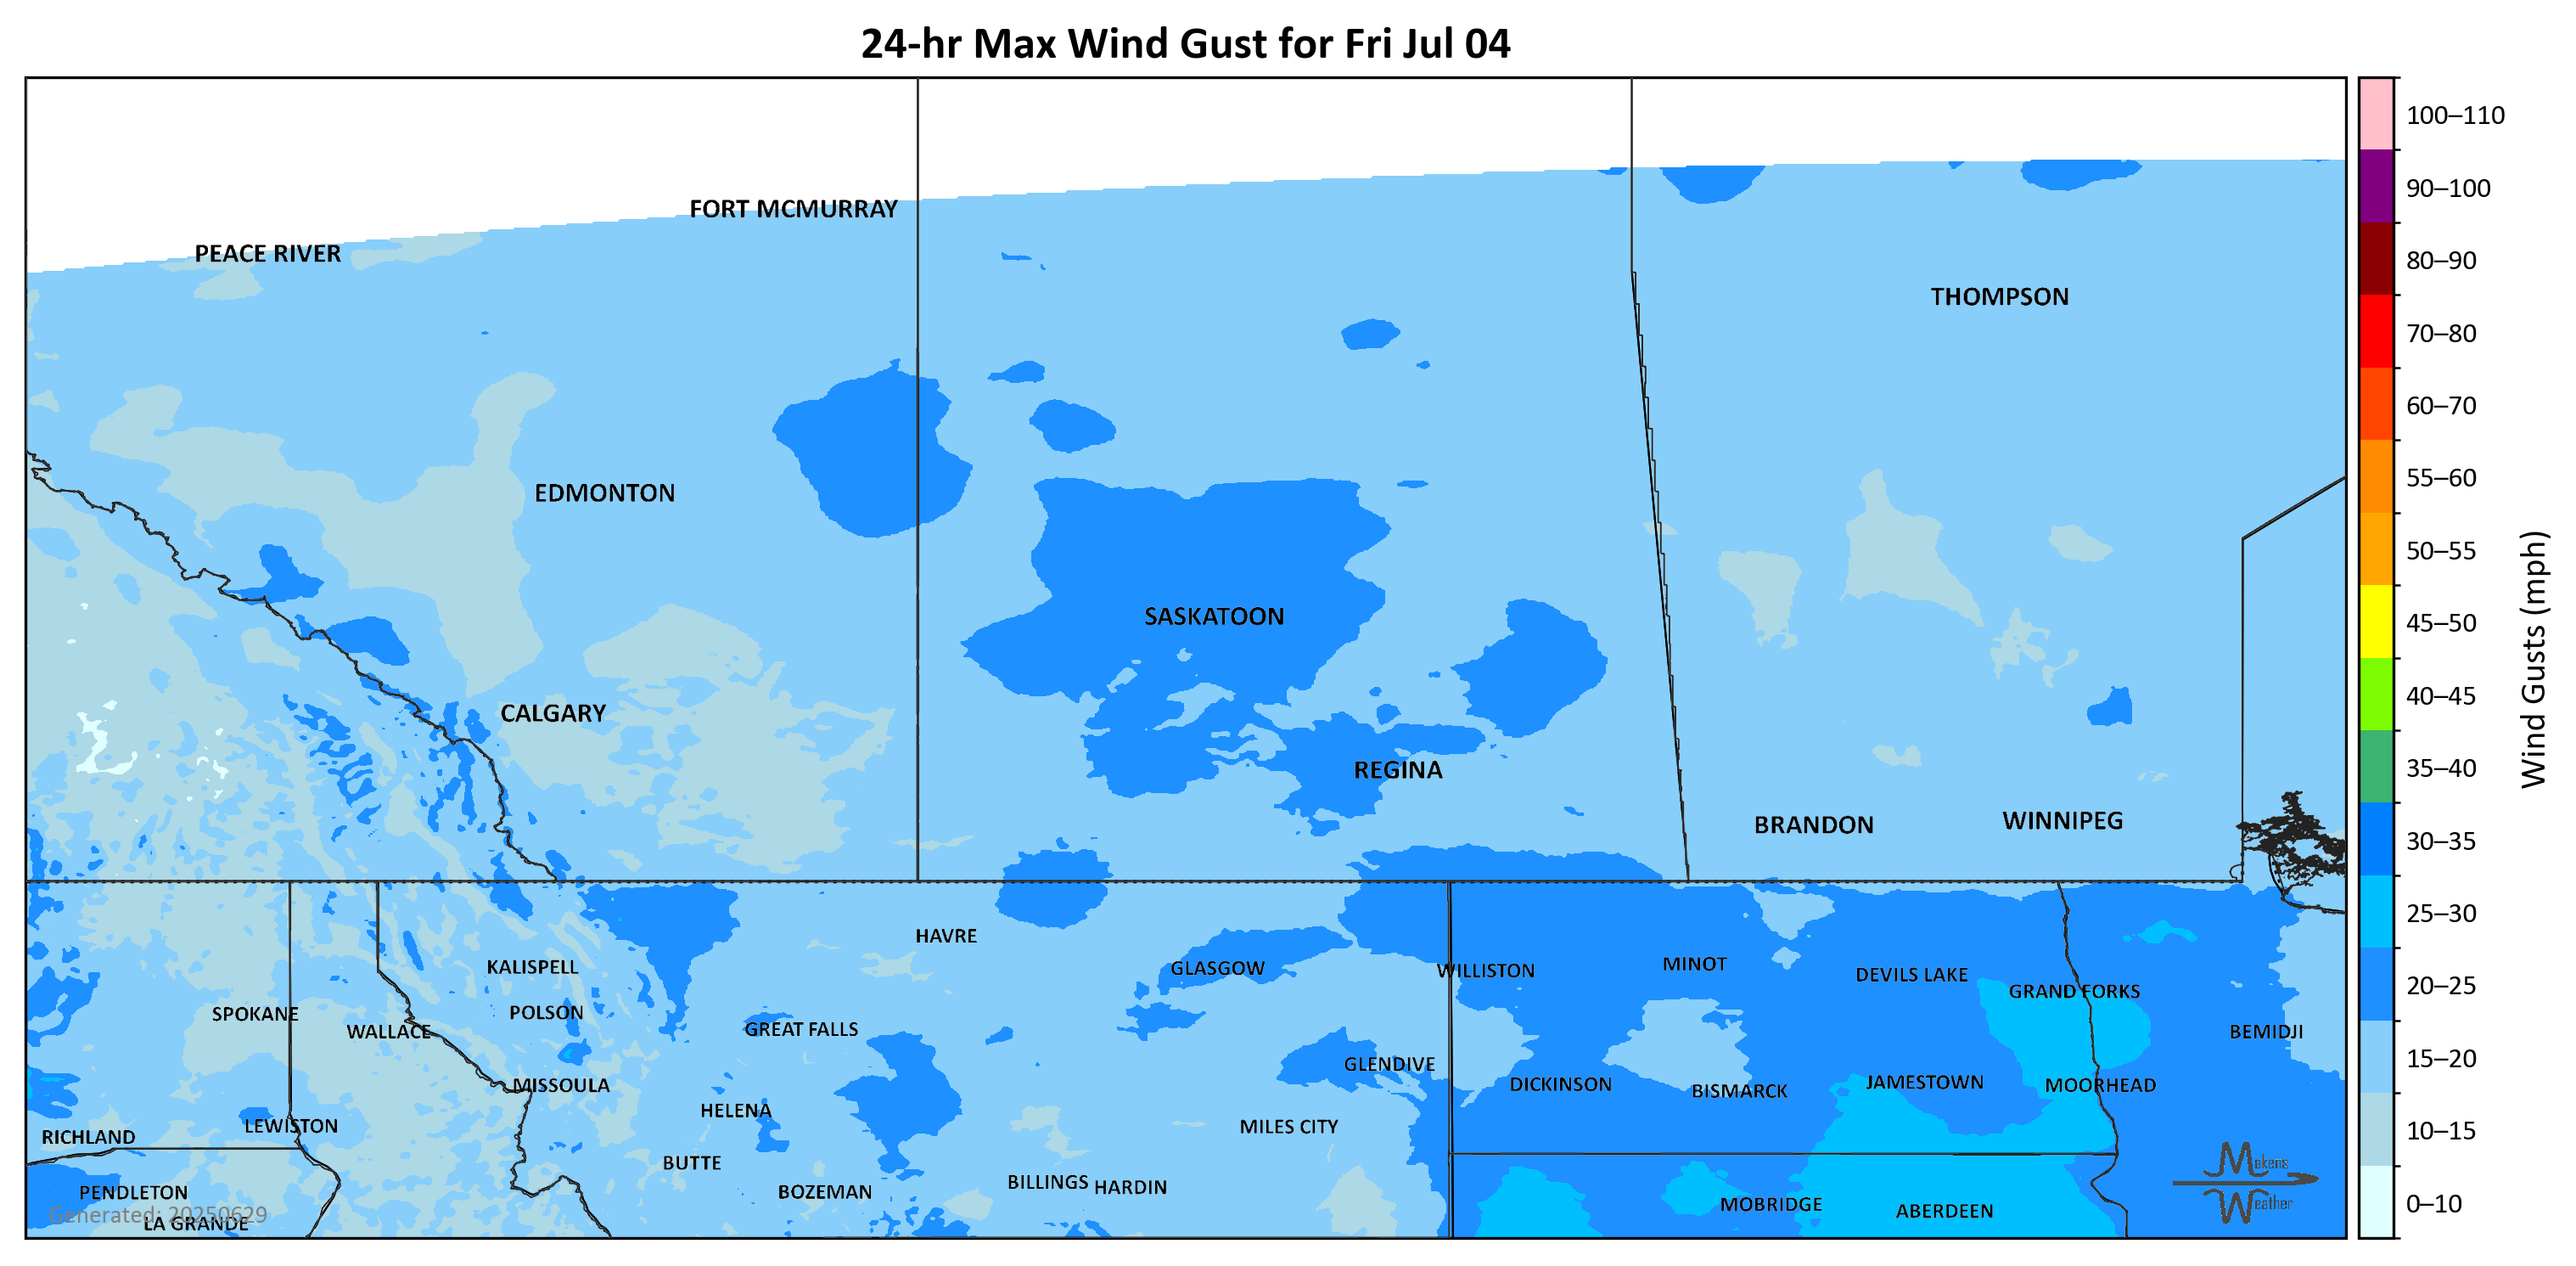 24-hr Max Wind Gust for Fri Jul 04
100–110
90–100
80–90
70–80
60–70
55–60
50–55
45–50
40–45
35–40
30–35
25–30
20–25
15–20
10–15
0–10
Wind Gusts (mph)
FORT MCMURRAY
PEACE RIVER
THOMPSON
EDMONTON
SASKATOON
CALGARY
REGINA
BRANDON
WINNIPEG
HAVRE
KALISPELL
GLASGOW
WILLISTON
MINOT
DEVILS LAKE
GRAND FORKS
SPOKANE
POLSON
WALLACE
GREAT FALLS
BEMIDJI
GLENDIVE
MISSOULA
DICKINSON
BISMARCK
JAMESTOWN
MOORHEAD
HELENA
LEWISTON
MILES CITY
RICHLAND
BUTTE
BOZEMAN
BILLINGS
HARDIN
PENDLETON
MOBRIDGE
ABERDEEN
LA GRANDE
Generated: 20250629
Makens
Weather